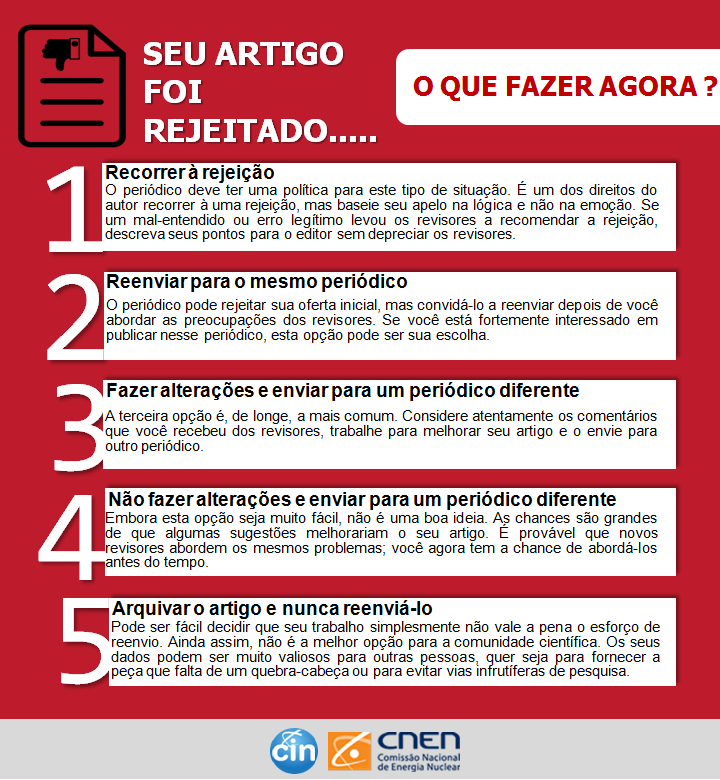 SEU ARTIGO
FOI
REJEITADO.....
O QUE FAZER AGORA ?
1
Recorrer à rejeição
O periódico deve ter uma política para este tipo de situação. É um dos direitos do
autor recorrer à uma rejeição, mas baseie seu apelo na lógica e não na emoção. Se
um mal-entendido ou erro legítimo levou os revisores a recomendar a rejeição,
descreva seus pontos para o editor sem depreciar os revisores.
2
Reenviar para o mesmo periódico
O periódico pode rejeitar sua oferta inicial, mas convidá-lo a reenviar depois de você
abordar as preocupações dos revisores. Se você está fortemente interessado em
publicar nesse periódico, esta opção pode ser sua escolha.
3
Fazer alterações e enviar para um periódico diferente
A terceira opção é, de longe, a mais comum. Considere atentamente os comentários
que você recebeu dos revisores, trabalhe para melhorar seu artigo e o envie para
outro periódico.
4
Não fazer alterações e enviar para um periódico diferente
Embora esta opção seja muito fácil, não é uma boa ideia. As chances são grandes
de que algumas sugestões melhorariam o seu artigo. É provável que novos
revisores abordem os mesmos problemas; você agora tem a chance de abordá-los
antes do tempo.
5
Arquivar o artigo e nunca reenviá-lo
Pode ser fácil decidir que seu trabalho simplesmente não vale a pena o esforço de
reenvio. Ainda assim, não é a melhor opção para a comunidade científica. Os seus
dados podem ser muito valiosos para outras pessoas, quer seja para fornecer a
peça que falta de um quebra-cabeça ou para evitar vias infrutíferas de pesquisa.
cin
CNEN
Comissão Nacional
de Energia Nuclear